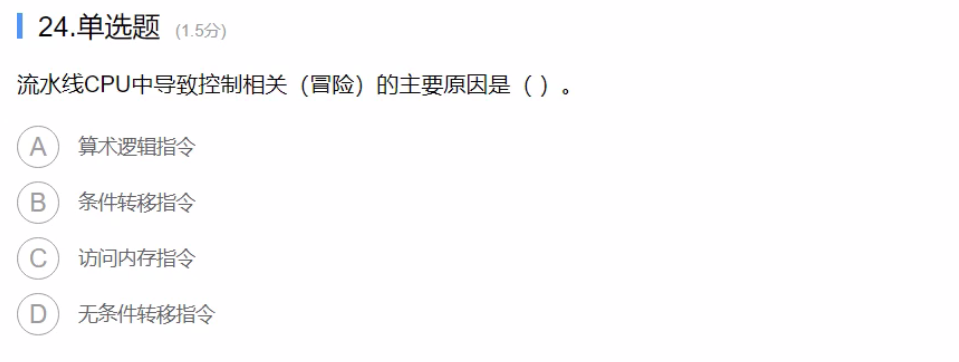 24.单选题 (1.5分)
流水线CPU中导致控制相关（冒险）的主要原因是（ ）。
A 算术逻辑指令
B 条件转移指令
C 访问内存指令
D 无条件转移指令